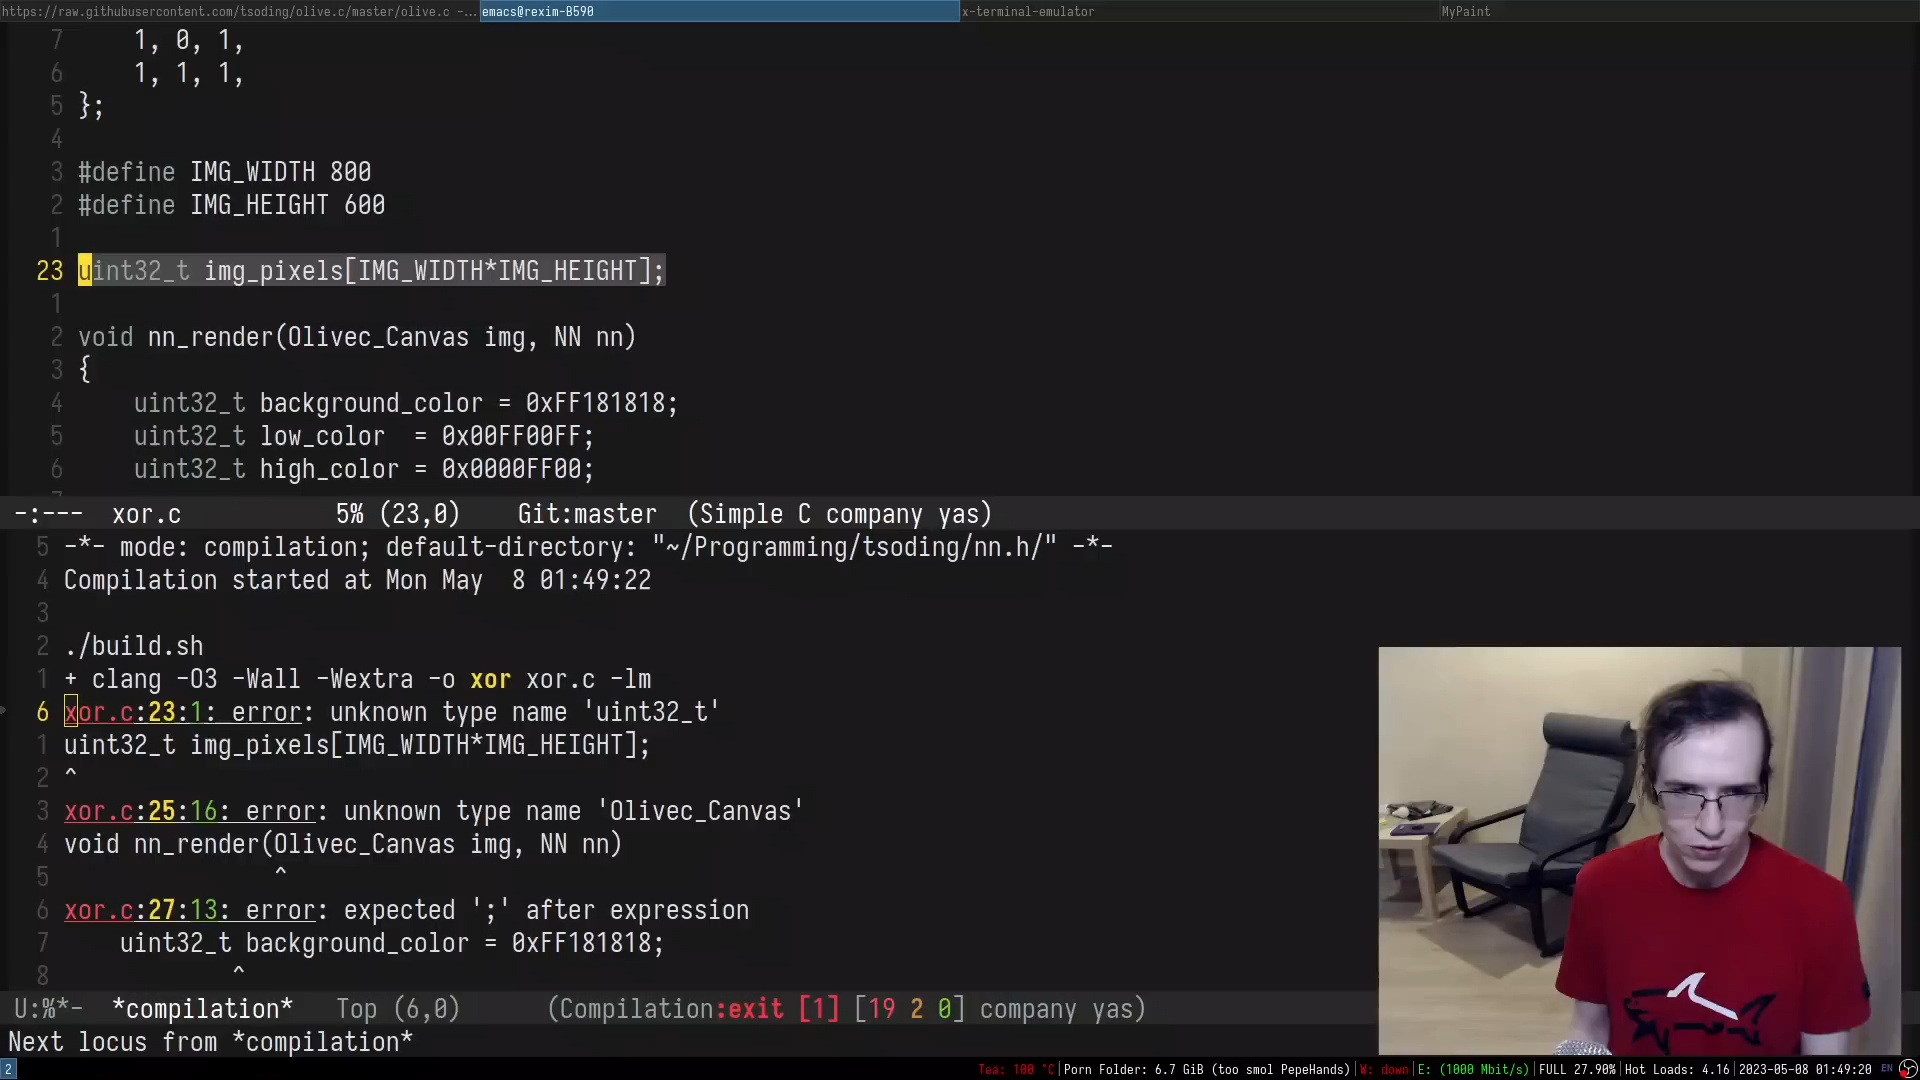 https://raw.githubusercontent.com/tsoding/olive.c/master/olive.c -... emacs@rexim-B590 x-terminal-emulator MyPaint
7 1, 0, 1,
6 1, 1, 1,
5 };
4
3 #define IMG_WIDTH 800
2 #define IMG_HEIGHT 600
1
23 uint32_t img_pixels[IMG_WIDTH*IMG_HEIGHT];
1
2 void nn_render(Olivec_Canvas img, NN nn)
3 {
4 uint32_t background_color = 0xFF181818;
5 uint32_t low_color  = 0x00FF00FF;
6 uint32_t high_color = 0x0000FF00;
-:--- xor.c 5% (23,0) Git:master (Simple C company yas)
5 -*- mode: compilation; default-directory: "~/Programming/tsoding/nn.h/" -*-
4 Compilation started at Mon May  8 01:49:22
3
2 ./build.sh
1 + clang -O3 -Wall -Wextra -o xor xor.c -lm
6 xor.c:23:1: error: unknown type name 'uint32_t'
1 uint32_t img_pixels[IMG_WIDTH*IMG_HEIGHT];
2 ^
3 xor.c:25:16: error: unknown type name 'Olivec_Canvas'
4 void nn_render(Olivec_Canvas img, NN nn)
5 ^
6 xor.c:27:13: error: expected ';' after expression
7 uint32_t background_color = 0xFF181818;
8 ^
U:%*- *compilation* Top (6,0) (Compilation:exit [1] [19 2 0] company yas)
Next locus from *compilation*
2 Tea: 100 °C|Porn Folder: 6.7 GiB (too smol PepeHands)|W: down|E: (1000 Mbit/s)|FULL 27.90%|Hot Loads: 4.16|2023-05-08 01:49:20 EN